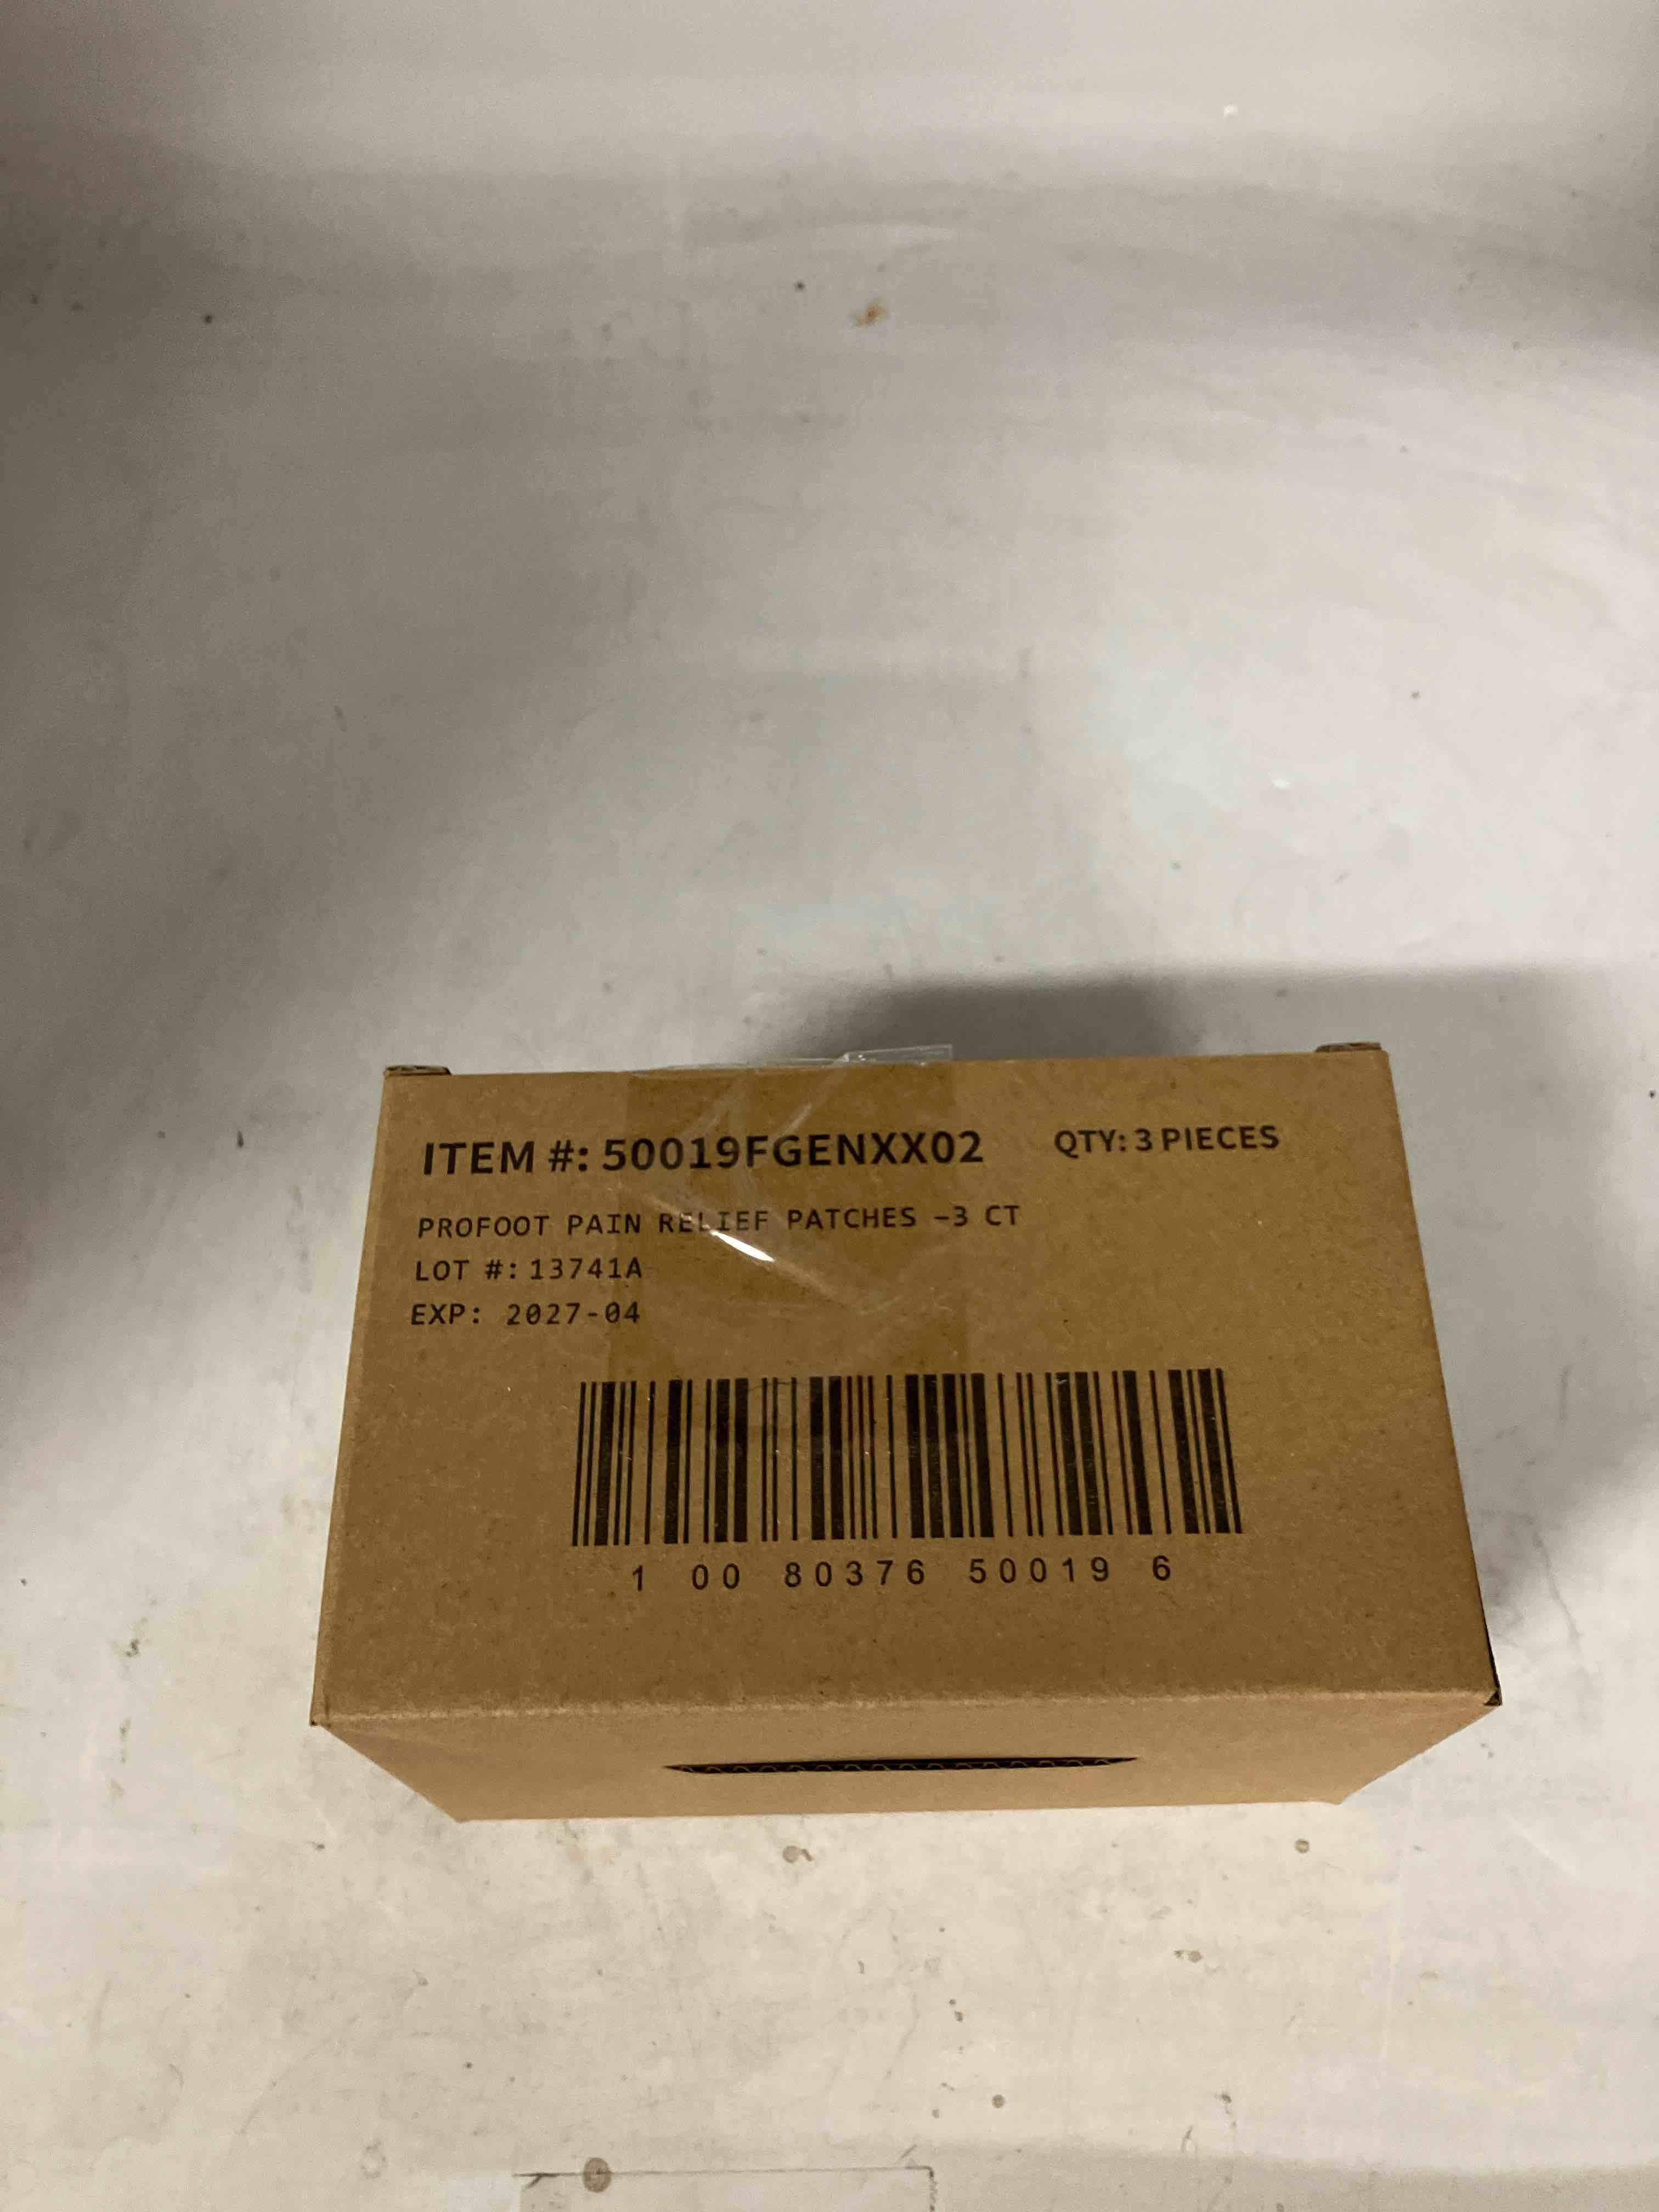 ITEM #: 50019FGENXX02 QTY: 3 PIECES
PROFOOT PAIN RELIEF PATCHES -3 CT
LOT #: 13741A
EXP: 2027-04
1 00 80376 50019 6